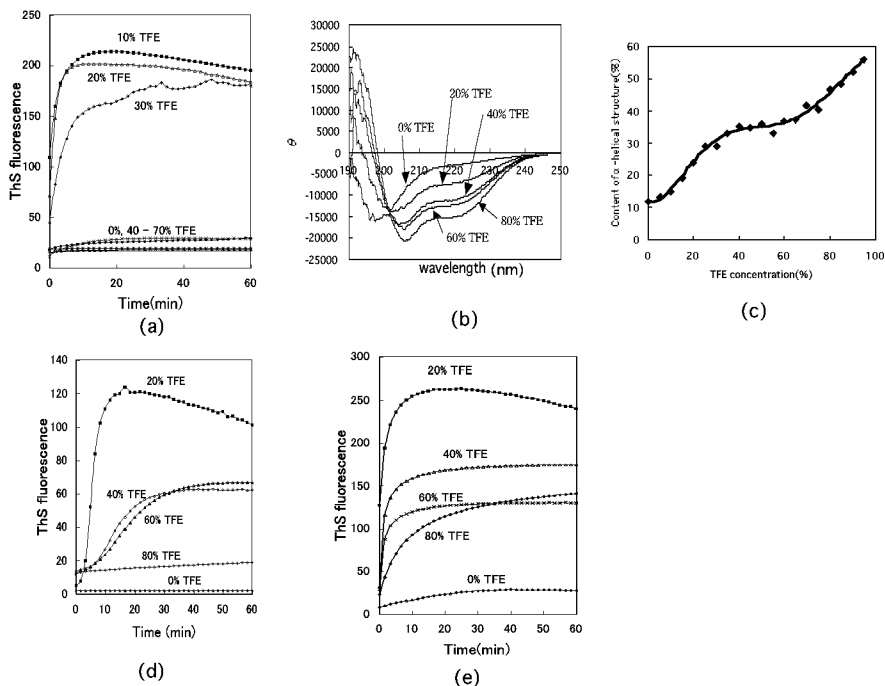 250
200
150
100
50
0
ThS fluorescence
10% TFE
20% TFE
30% TFE
0%, 40 – 70% TFE
0 20 40 60
Time(min)
(a)
30000
25000
20000
15000
10000
5000
0
-5000
-10000
-15000
-20000
-25000
θ
20% TFE
0% TFE
40% TFE
190 200 210 220 230 240 250
60%TFE
80% TFE
wavelength (nm)
(b)
60
50
40
30
20
10
0
Content of α-helical structure(%)
0 20 40 60 80 100
TFE concentration(%)
(c)
140
120
100
80
60
40
20
0
ThS fluorescence
20% TFE
40% TFE
60% TFE
80% TFE
0% TFE
0 10 20 30 40 50 60
Time (min)
(d)
300
250
200
150
100
50
0
ThS fluorescence
20% TFE
40% TFE
60% TFE
80% TFE
0% TFE
0 10 20 30 40 50 60
Time(min)
(e)